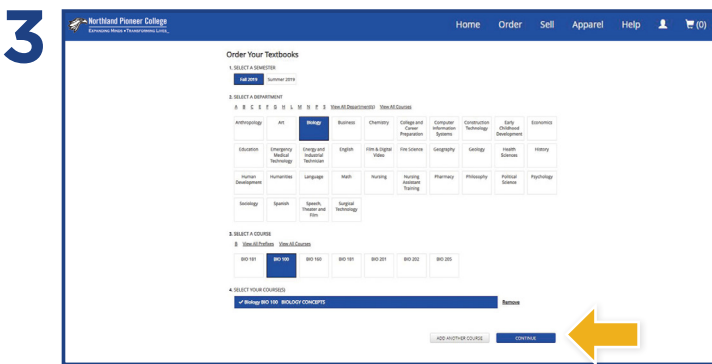 3
Northland Pioneer College
EXPANDING MINDS • TRANSFORMING LIVES
Home Order Sell Apparel Help (0)
Order Your Textbooks
1. SELECT A SEMESTER
Fall 2019 Summer 2019
2. SELECT A DEPARTMENT
A B C E F G H L M N P S View All Department(s) View All Courses
Anthropology Art Biology Business Chemistry College and Career Preparation Computer Information Systems Construction Technology Early Childhood Development Economics
Education Emergency Medical Technology Energy and Industrial Technician English Film & Digital Video Fire Science Geography Geology Health Sciences History
Human Development Humanities Language Math Nursing Nursing Assistant Training Pharmacy Philosophy Political Science Psychology
Sociology Spanish Speech, Theater and Film Surgical Technology
3. SELECT A COURSE
B View All Prefixes View All Courses
BIO 181 BIO 100 BIO 160 BIO 181 BIO 201 BIO 202 BIO 205
4. SELECT YOUR COURSE(S)
✓ Biology BIO 100 BIOLOGY CONCEPTS Remove
ADD ANOTHER COURSE CONTINUE